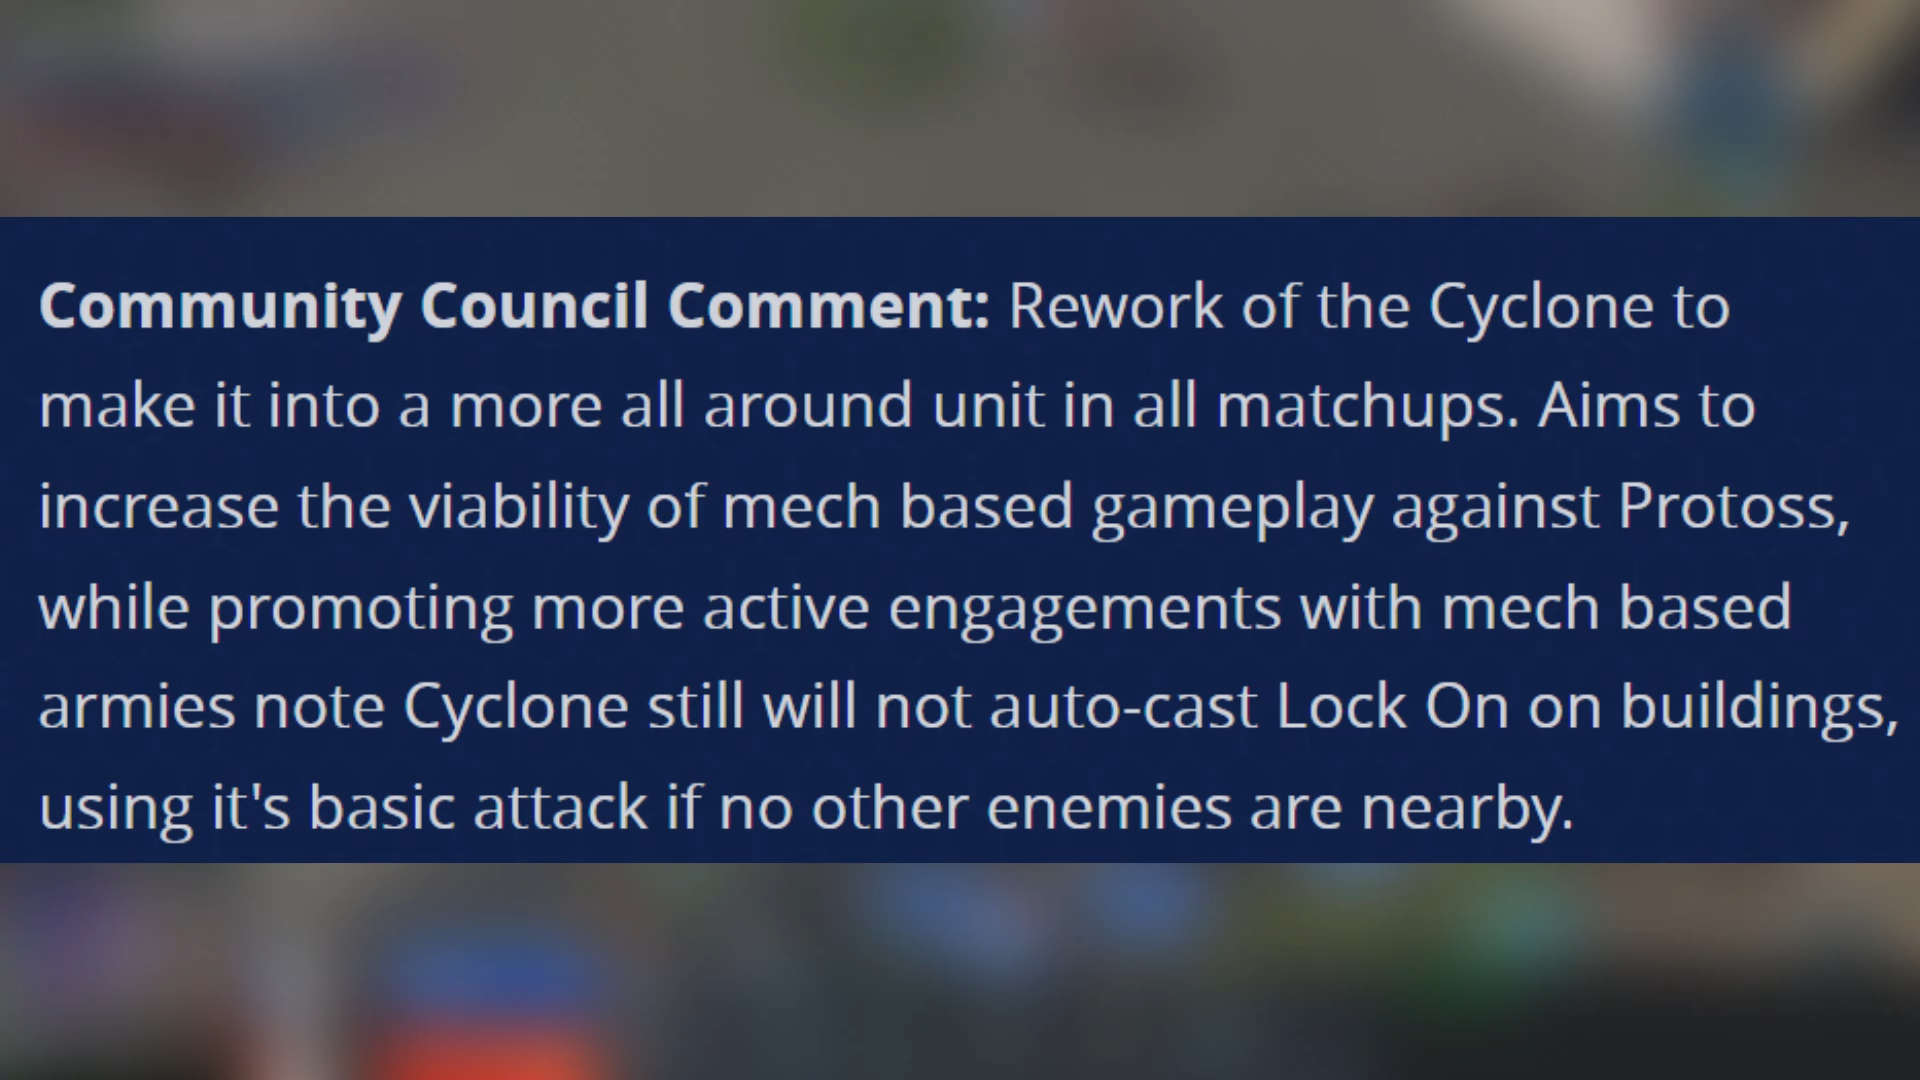 Community Council Comment: Rework of the Cyclone to
make it into a more all around unit in all matchups. Aims to
increase the viability of mech based gameplay against Protoss,
while promoting more active engagements with mech based
armies note Cyclone still will not auto-cast Lock On on buildings,
using it's basic attack if no other enemies are nearby.